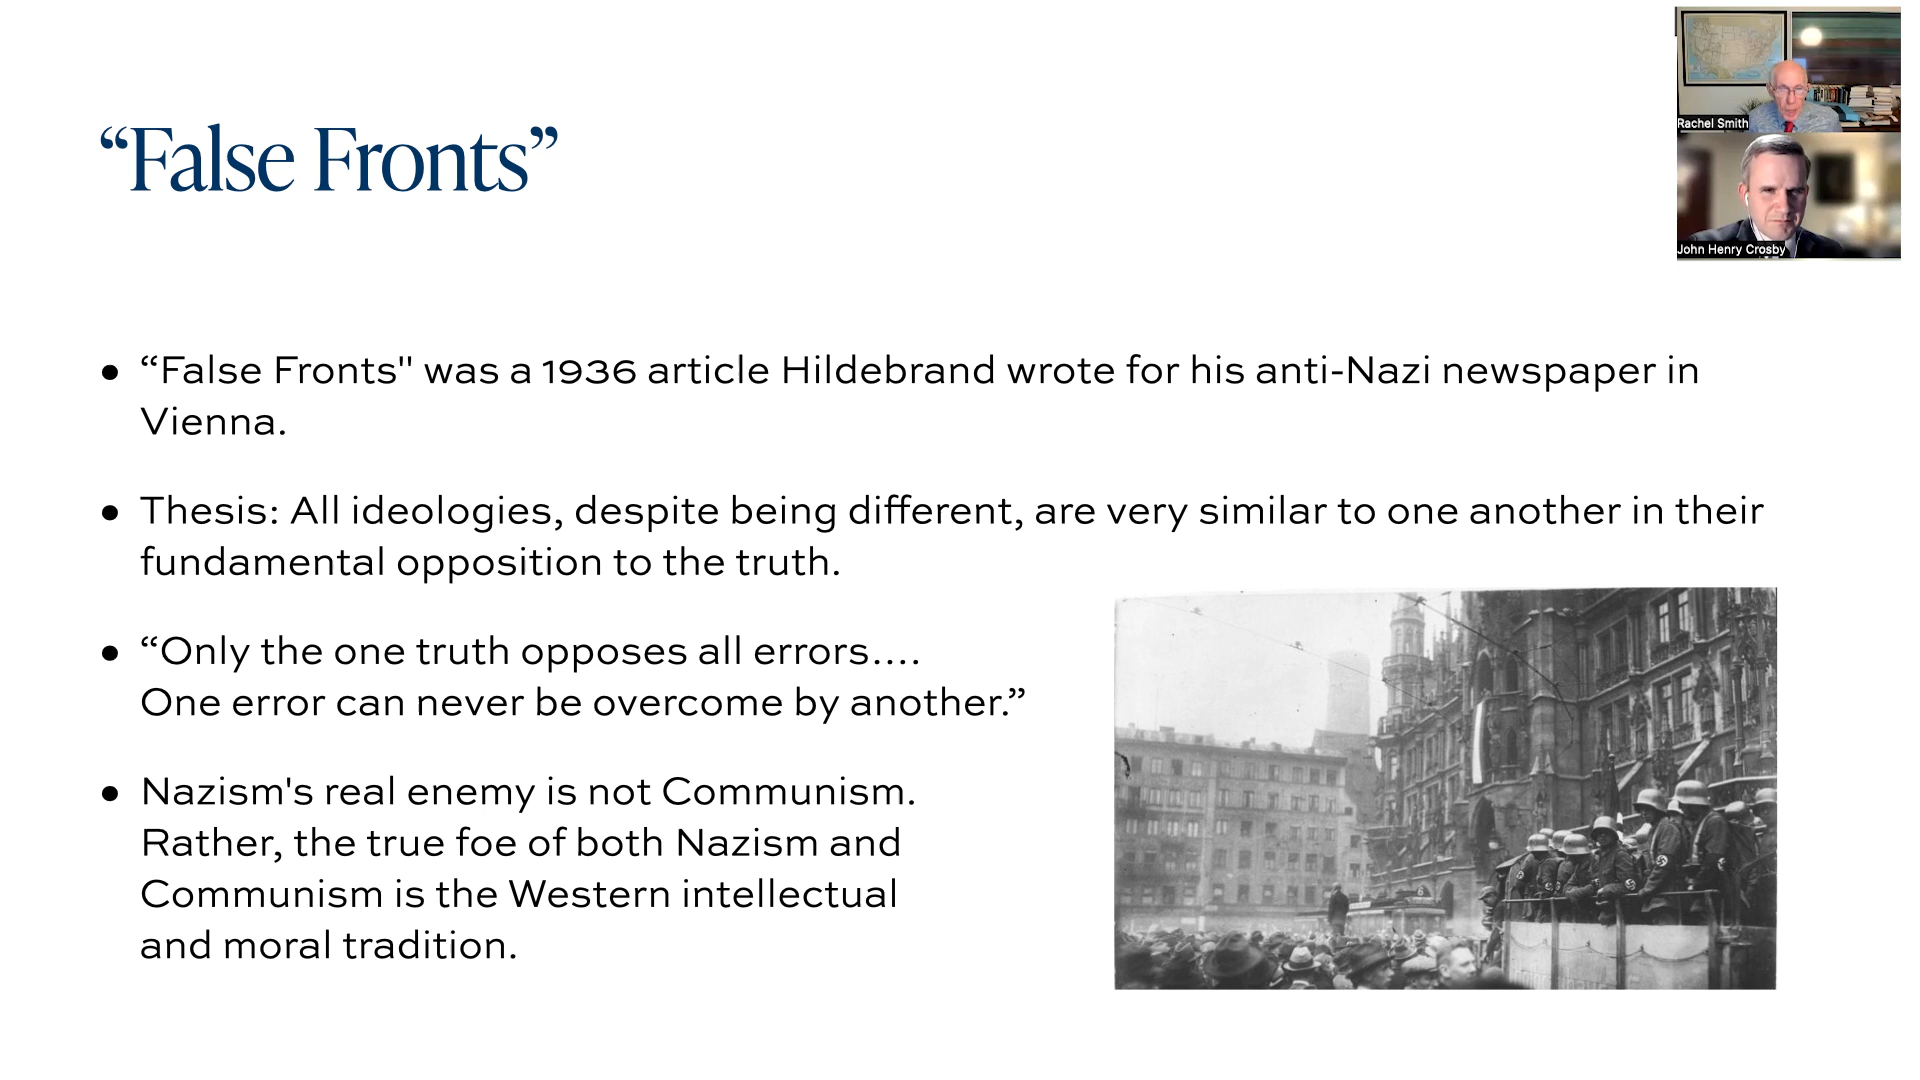 “False Fronts”
Rachel Smith
John Henry Crosby
• “False Fronts" was a 1936 article Hildebrand wrote for his anti-Nazi newspaper in
Vienna.
• Thesis: All ideologies, despite being different, are very similar to one another in their
fundamental opposition to the truth.
• “Only the one truth opposes all errors....
One error can never be overcome by another.”
• Nazism's real enemy is not Communism.
Rather, the true foe of both Nazism and
Communism is the Western intellectual
and moral tradition.